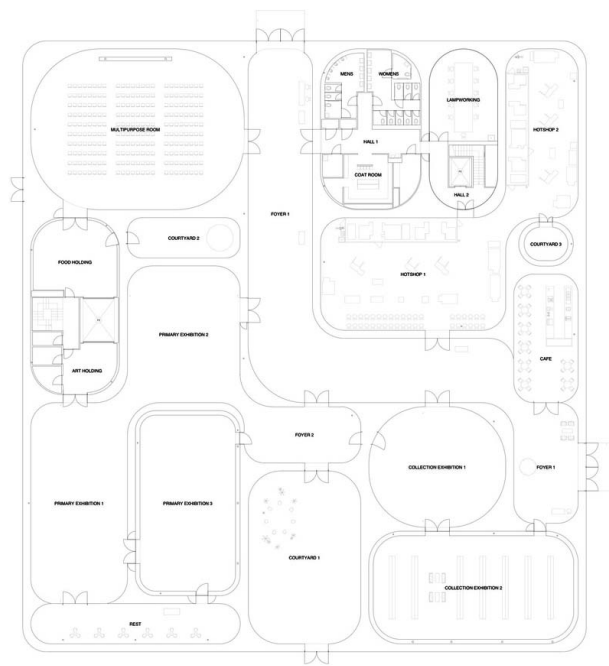 MENS
WOMENS
LAMPWORKING
MULTIPURPOSE ROOM
HOTSHOP 2
HALL 1
COAT ROOM
HALL 2
FOYER 1
COURTYARD 2
COURTYARD 3
FOOD HOLDING
HOTSHOP 1
PRIMARY EXHIBITION 2
CAFE
ART HOLDING
FOYER 2
COLLECTION EXHIBITION 1
FOYER 1
PRIMARY EXHIBITION 1
PRIMARY EXHIBITION 3
COURTYARD 1
COLLECTION EXHIBITION 2
REST